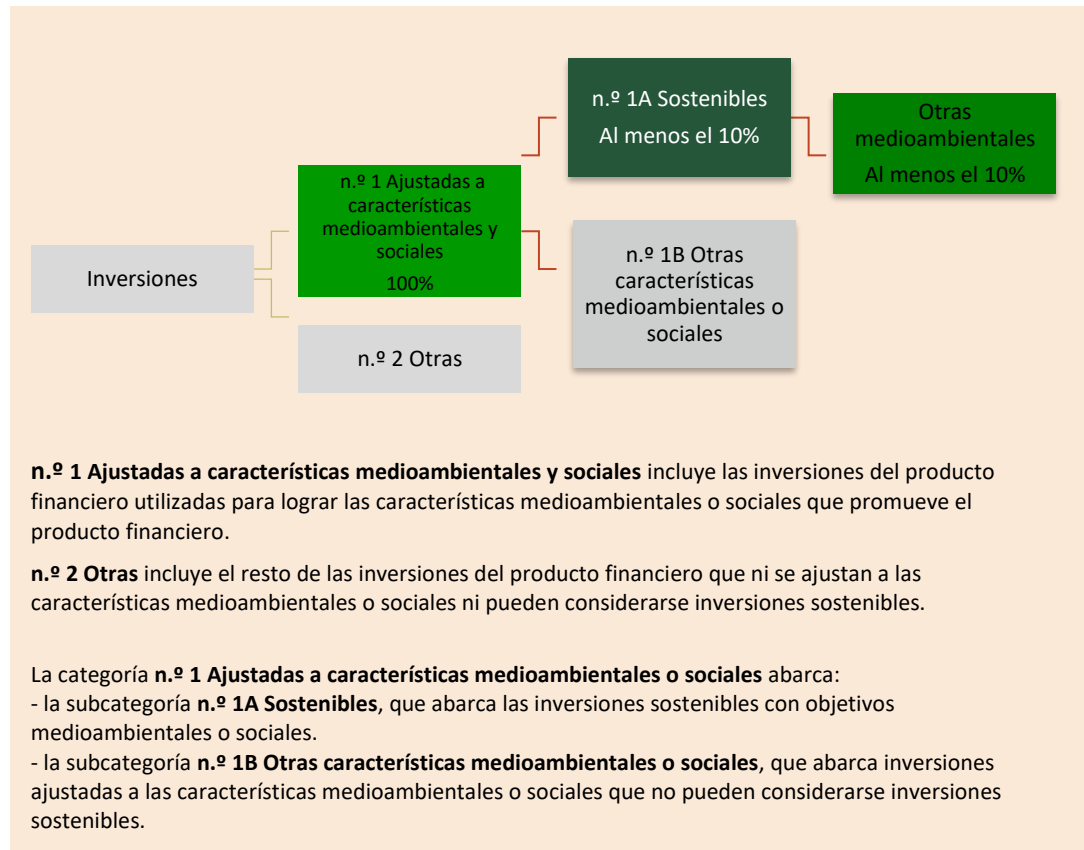 n.º 1A Sostenibles
Al menos el 10%
Otras
medioambientales
Al menos el 10%
n.º 1 Ajustadas a
características
medioambientales y
sociales
100%
n.º 1B Otras
características
medioambientales o
sociales
Inversiones
n.º 2 Otras
n.º 1 Ajustadas a características medioambientales y sociales incluye las inversiones del producto
financiero utilizadas para lograr las características medioambientales o sociales que promueve el
producto financiero.
n.º 2 Otras incluye el resto de las inversiones del producto financiero que ni se ajustan a las
características medioambientales o sociales ni pueden considerarse inversiones sostenibles.
La categoría n.º 1 Ajustadas a características medioambientales o sociales abarca:
- la subcategoría n.º 1A Sostenibles, que abarca las inversiones sostenibles con objetivos
medioambientales o sociales.
- la subcategoría n.º 1B Otras características medioambientales o sociales, que abarca inversiones
ajustadas a las características medioambientales o sociales que no pueden considerarse inversiones
sostenibles.